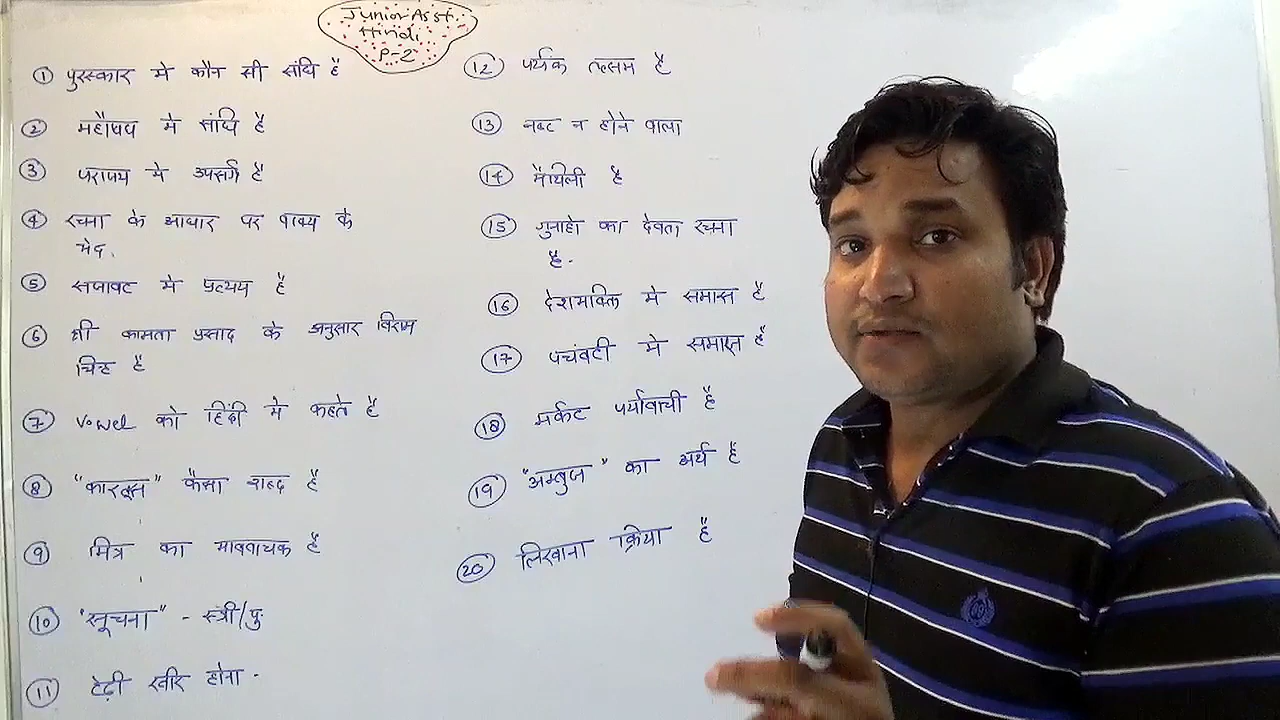 Junior Asst.
Hindi
P-2
① पुरस्कार मे कौन सी संधि है
② महौषध मे संधि है
③ पराजय मे उपसर्ग है
④ रचना के आधार पर वाक्य के
भेद.
⑤ सजावट मे प्रत्यय है
⑥ श्री कामता प्रसाद के अनुसार विराम
चिन्ह है
⑦ Vowel को हिंदी मे कहते है
⑧ "कारतूस" कैसा शब्द है
⑨ मित्र का भाववाचक है
⑩ "सूचना" - स्त्री/पु
⑪ टेढ़ी खीर होना -
⑫ पर्यंक तत्सम है
⑬ नष्ट न होने वाला
⑭ मैथिली है
⑮ गुनाहो का देवता रचना
है -
⑯ देशभक्ति मे समास है
⑰ पचंवटी मे समास है
⑱ मर्कट पर्यावाची है
⑲ "अम्बुज" का अर्थ है
⑳ लिखाना क्रिया है